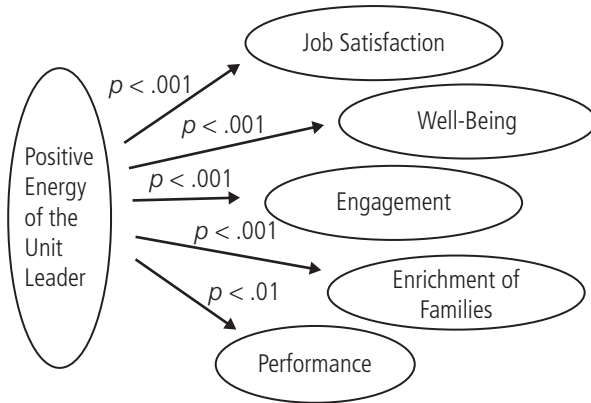 Job Satisfaction
p < .001
p < .001
Well-Being
Positive
Energy
of the
Unit
Leader
p < .001
Engagement
p < .001
Enrichment of
Families
p < .01
Performance